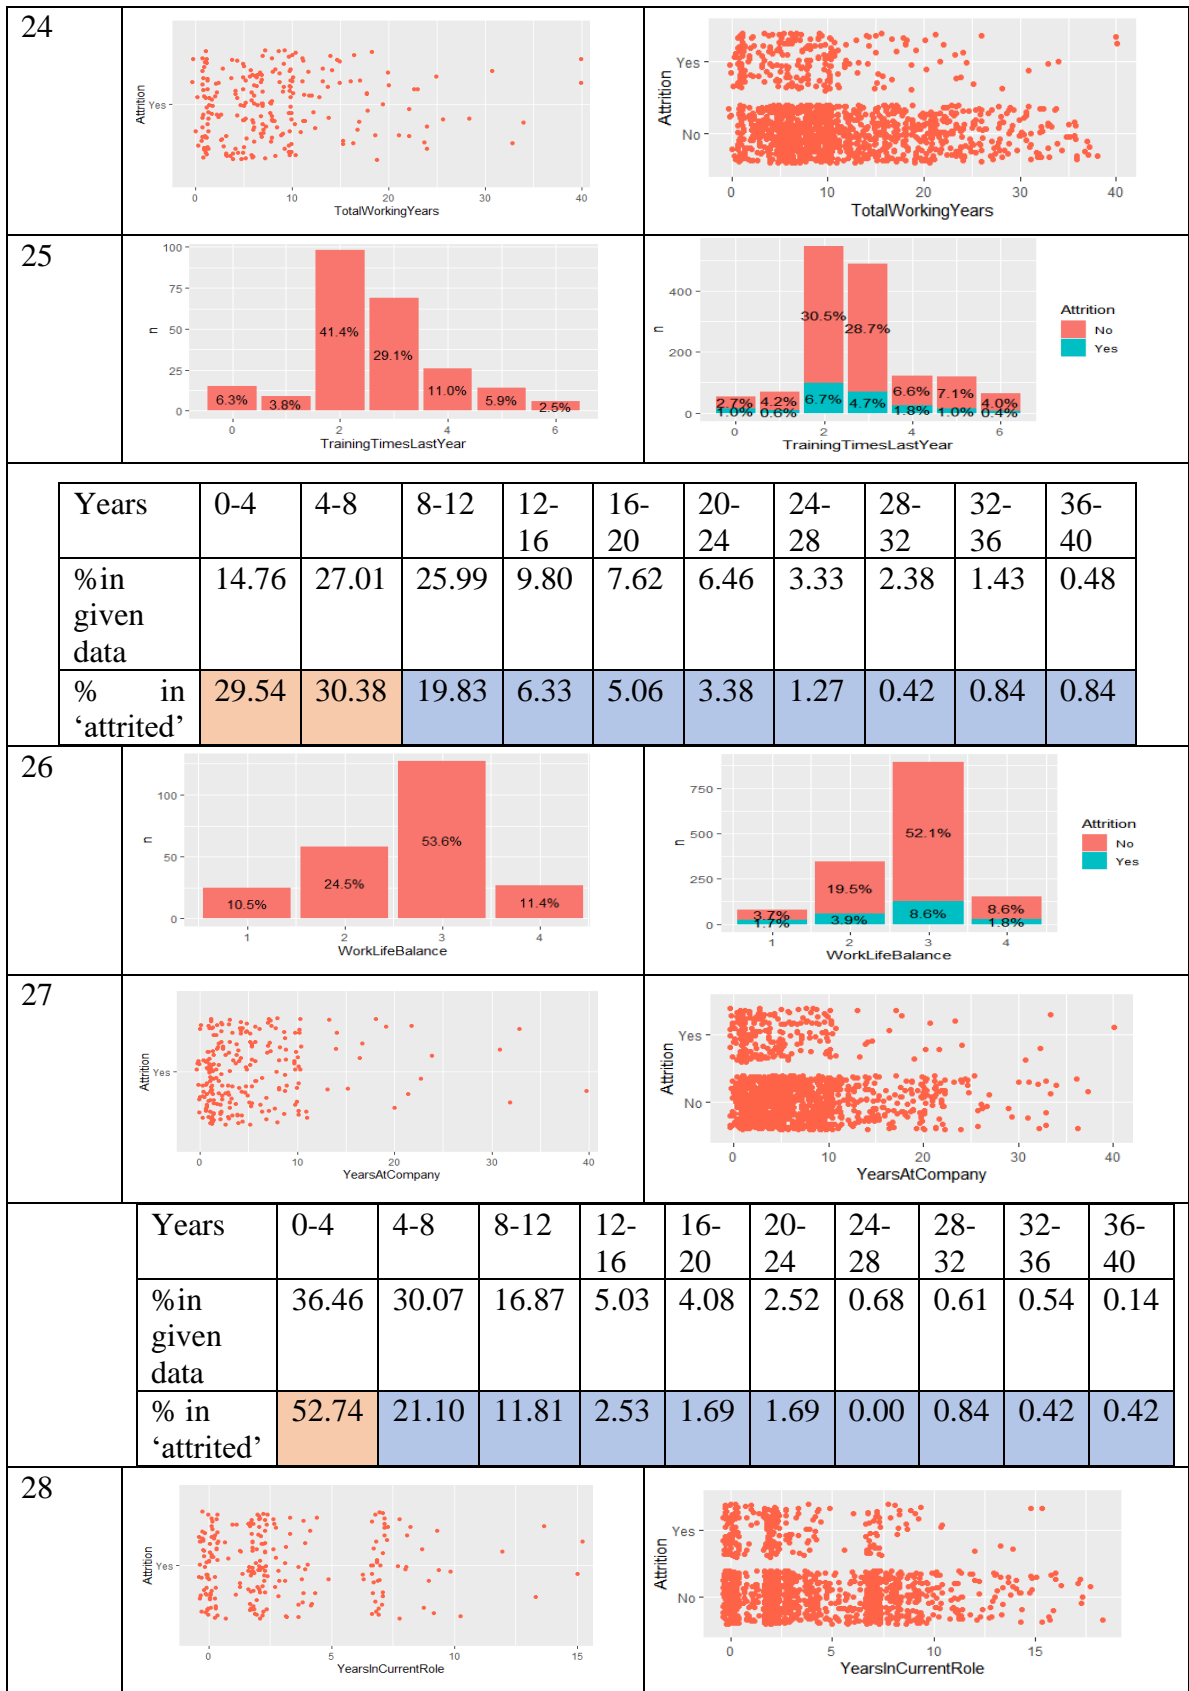 24
Attrition
Yes
0 10 20 30 40
TotalWorkingYears
Attrition
Yes
No
0 10 20 30 40
TotalWorkingYears
25
n
100
75
50
25
0
6.3% 3.8% 41.4% 29.1% 11.0% 5.9% 2.5%
0 2 4 6
TrainingTimesLastYear
n
400
200
0
2.7% 4.2% 30.5% 28.7% 6.6% 7.1% 4.0%
1.0% 0.6% 6.7% 4.7% 1.8% 1.0% 0.4%
0 2 4 6
TrainingTimesLastYear
Attrition
No
Yes
Years 0-4 4-8 8-12 12- 16- 20- 24- 28- 32- 36-
16 20 24 28 32 36 40
%in 14.76 27.01 25.99 9.80 7.62 6.46 3.33 2.38 1.43 0.48
given
data
% in 29.54 30.38 19.83 6.33 5.06 3.38 1.27 0.42 0.84 0.84
‘attrited’
26
n
100
50
0
10.5% 24.5% 53.6% 11.4%
1 2 3 4
WorkLifeBalance
n
750
500
250
0
3.7% 19.5% 52.1% 8.6%
1.7% 3.9% 8.6% 1.8%
1 2 3 4
WorkLifeBalance
Attrition
No
Yes
27
Attrition
Yes
0 10 20 30 40
YearsAtCompany
Attrition
Yes
No
0 10 20 30 40
YearsAtCompany
Years 0-4 4-8 8-12 12- 16- 20- 24- 28- 32- 36-
16 20 24 28 32 36 40
%in 36.46 30.07 16.87 5.03 4.08 2.52 0.68 0.61 0.54 0.14
given
data
% in 52.74 21.10 11.81 2.53 1.69 1.69 0.00 0.84 0.42 0.42
‘attrited’
28
Attrition
Yes
0 5 10 15
YearsInCurrentRole
Attrition
Yes
No
0 5 10 15
YearsInCurrentRole